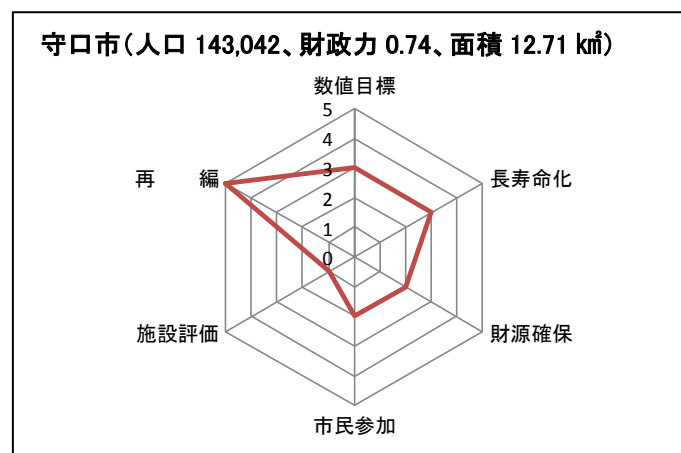 守口市(人口 143,042、財政力 0.74、面積 12.71 ㎢)
数値目標
5
4
3
2
1
0
再　　編
長寿命化
施設評価
財源確保
市民参加